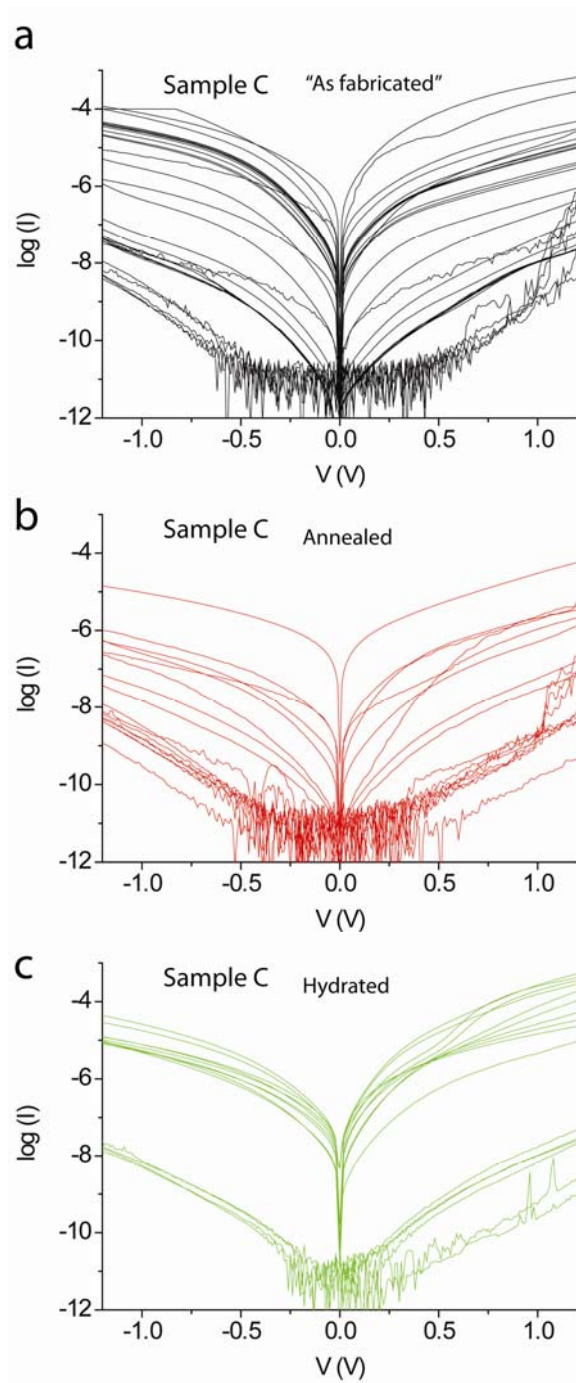 a
Sample C "As fabricated"
-4
-6
-8
-10
-12
log (I)
-1.0 -0.5 0.0 0.5 1.0
V (V)
b
Sample C Annealed
-4
-6
-8
-10
-12
log (I)
-1.0 -0.5 0.0 0.5 1.0
V (V)
c
Sample C Hydrated
-4
-6
-8
-10
-12
log (I)
-1.0 -0.5 0.0 0.5 1.0
V (V)